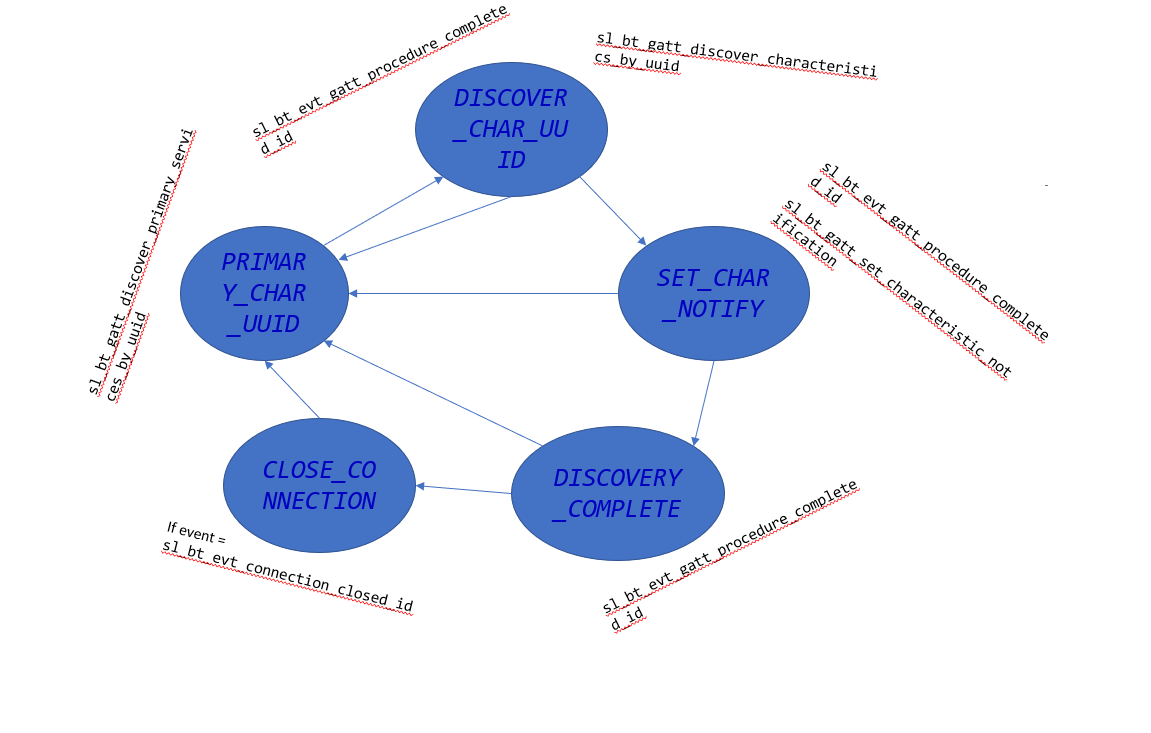 sl_bt_evt_gatt_procedure_complete
d_id
sl_bt_gatt_discover_characteristi
cs_by_uuid
DISCOVER
_CHAR_UU
ID
sl_bt_gatt_discover_primary_servi
ces_by_uuid
sl_bt_evt_gatt_procedure_complete
d_id
sl_bt_gatt_set_characteristic_not
ification
PRIMAR
Y_CHAR
_UUID
SET_CHAR
_NOTIFY
CLOSE_CO
NNECTION
DISCOVERY
_COMPLETE
If event =
sl_bt_evt_connection_closed_id
sl_bt_evt_gatt_procedure_complete
d_id